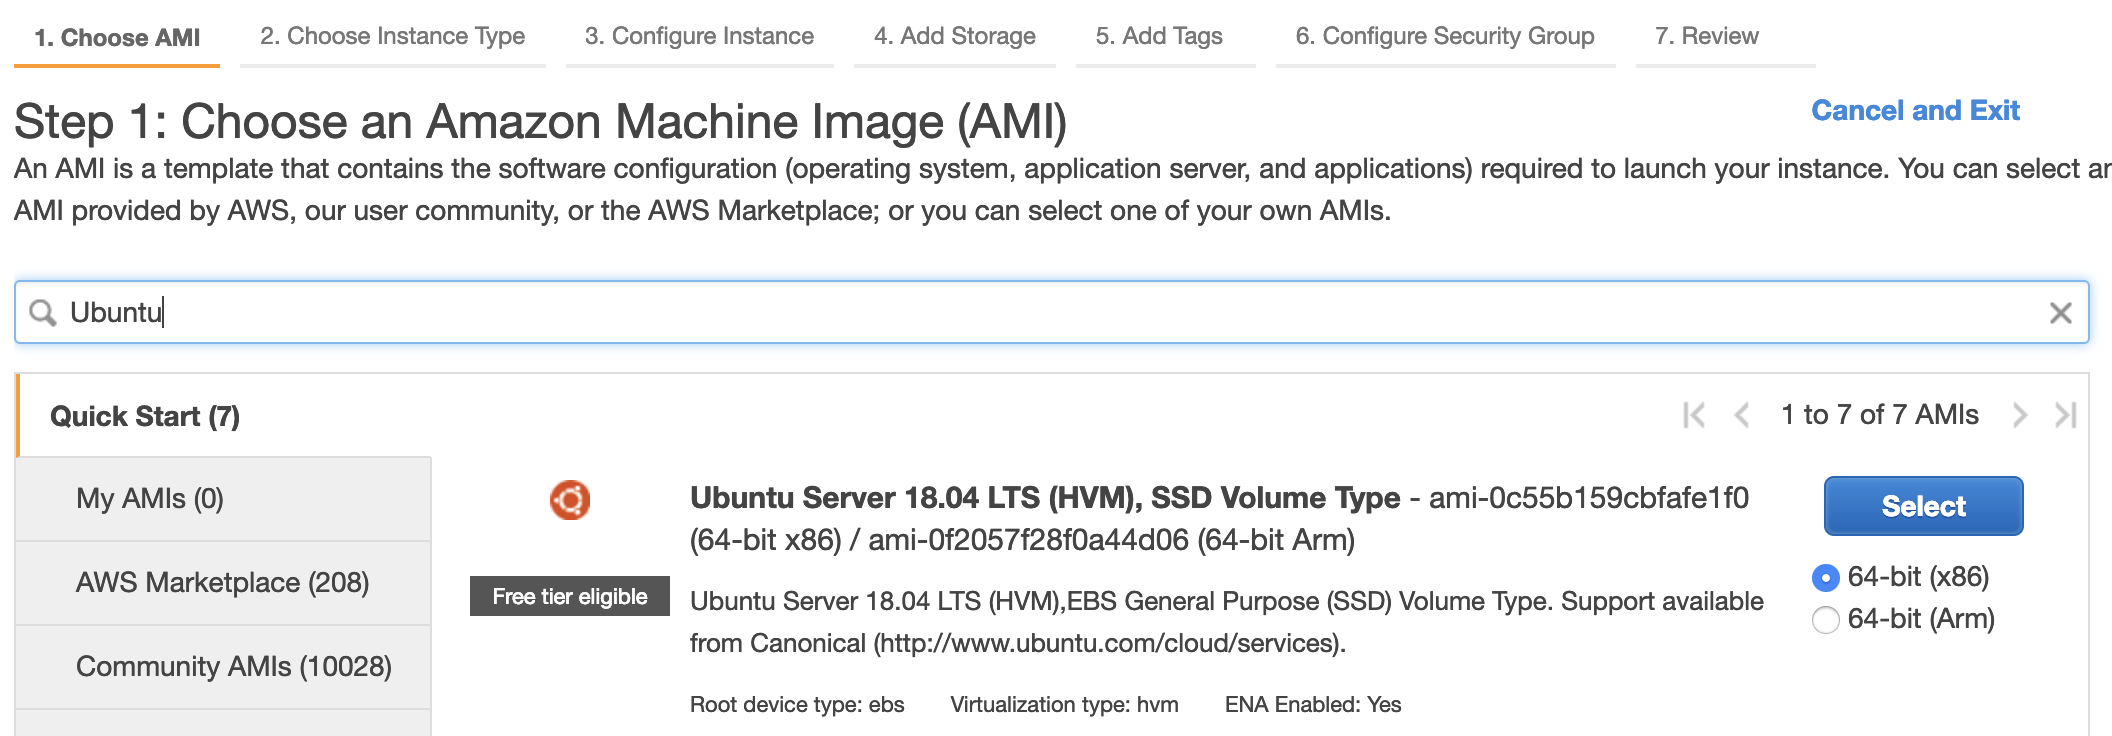 1. Choose AMI 2. Choose Instance Type 3. Configure Instance 4. Add Storage 5. Add Tags 6. Configure Security Group 7. Review
Step 1: Choose an Amazon Machine Image (AMI)
Cancel and Exit
An AMI is a template that contains the software configuration (operating system, application server, and applications) required to launch your instance. You can select an
AMI provided by AWS, our user community, or the AWS Marketplace; or you can select one of your own AMIs.
Ubuntu
Quick Start (7)
1 to 7 of 7 AMIs
My AMIs (0)
AWS Marketplace (208)
Community AMIs (10028)
Free tier eligible
Ubuntu Server 18.04 LTS (HVM), SSD Volume Type - ami-0c55b159cbfafe1f0
(64-bit x86) / ami-0f2057f28f0a44d06 (64-bit Arm)
Ubuntu Server 18.04 LTS (HVM),EBS General Purpose (SSD) Volume Type. Support available
from Canonical (http://www.ubuntu.com/cloud/services).
Root device type: ebs Virtualization type: hvm ENA Enabled: Yes
Select
64-bit (x86)
64-bit (Arm)